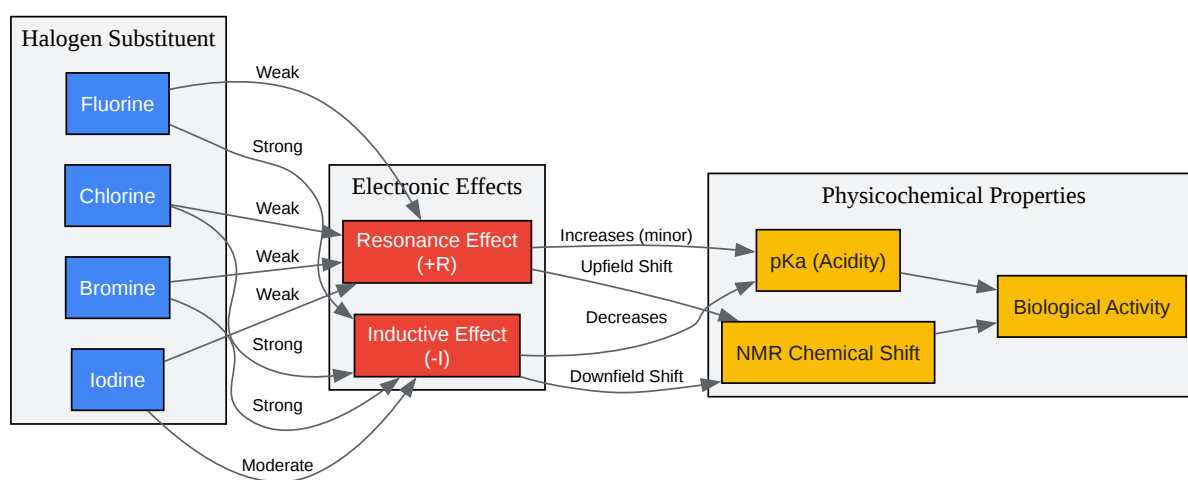 Halogen Substituent
Fluorine
Chlorine
Bromine
Iodine
Weak
Strong
Weak
Weak
Weak
Strong
Strong
Moderate
Electronic Effects
Resonance Effect
(+R)
Inductive Effect
(-I)
Increases (minor)
Upfield Shift
Decreases
Downfield Shift
Physicochemical Properties
pKa (Acidity)
NMR Chemical Shift
Biological Activity